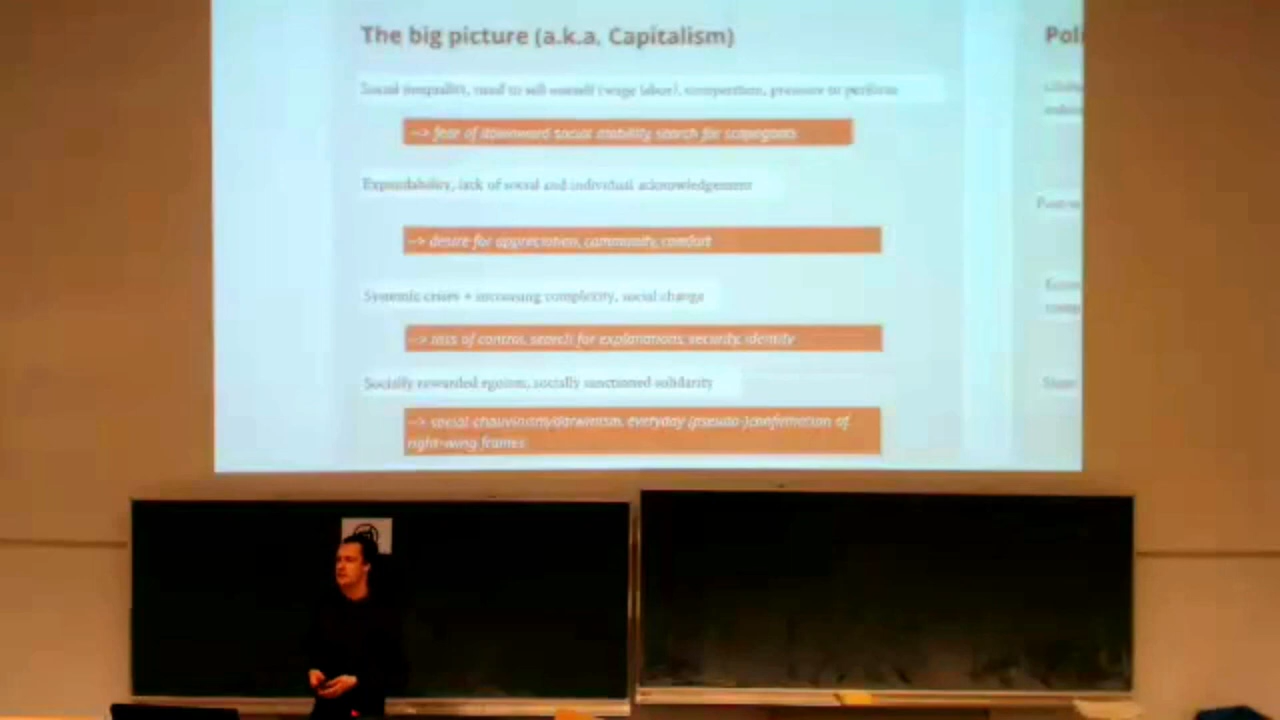 The big picture (a.k.a. Capitalism)
Social inequality, need to sell oneself (wage labor), competition, pressure to perform
--> fear of downward social mobility, search for scapegoats
Expendability, lack of social and individual acknowledgement
--> desire for appreciation, community, comfort
Systemic crises + increasing complexity, social change
--> loss of control, search for explanations, security, identity
Socially rewarded egoism, socially sanctioned solidarity
--> social chauvinism/darwinism, everyday (pseudo-)confirmation of
right-wing frames
Poli